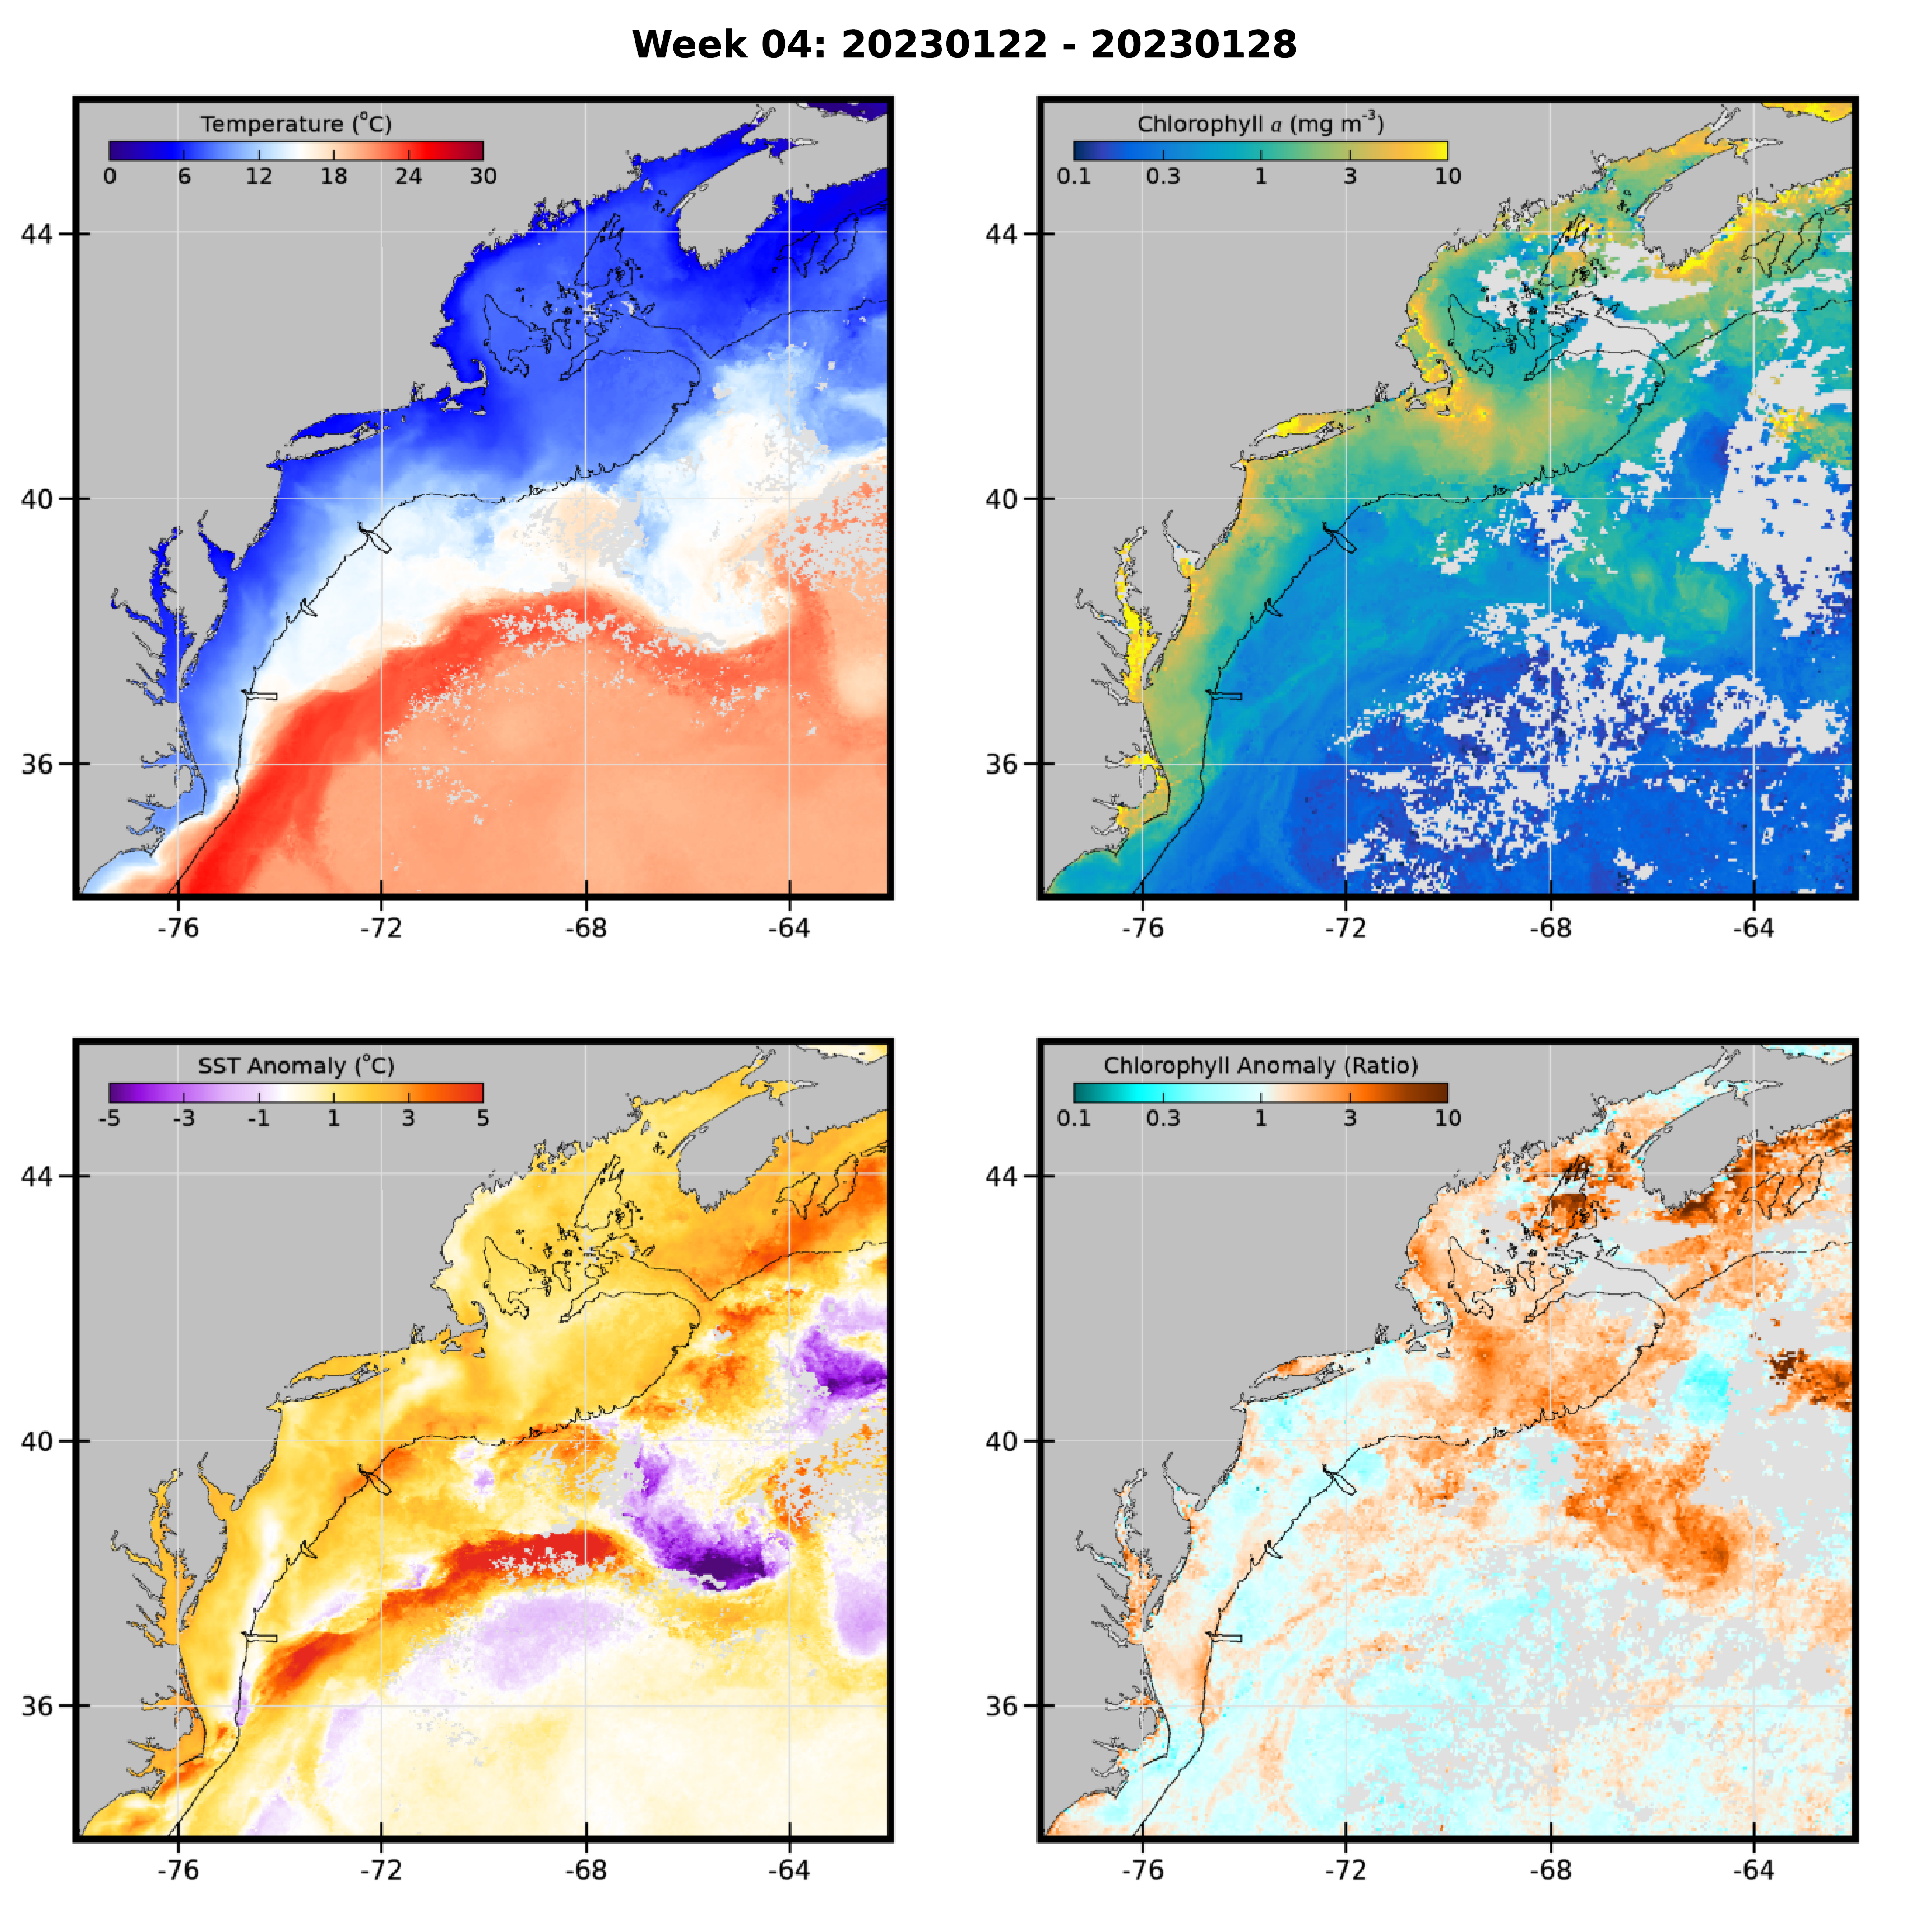 Week 04: 20230122 - 20230128
Temperature (°C)
0 6 12 18 24 30
44
40
36
-76 -72 -68 -64
Chlorophyll a (mg m-3)
0.1 0.3 1 3 10
44
40
36
-76 -72 -68 -64
SST Anomaly (°C)
-5 -3 -1 1 3 5
44
40
36
-76 -72 -68 -64
Chlorophyll Anomaly (Ratio)
0.1 0.3 1 3 10
44
40
36
-76 -72 -68 -64